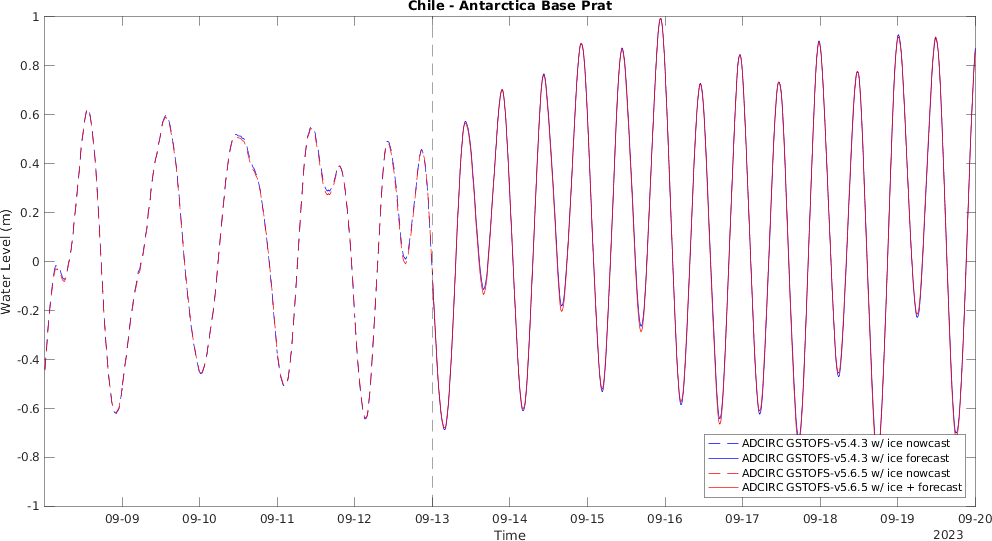 Chile - Antarctica Base Prat
1
0.8
0.6
0.4
0.2
0
-0.2
-0.4
-0.6
-0.8
-1
Water Level (m)
ADCIRC GSTOFS-v5.4.3 w/ ice nowcast
ADCIRC GSTOFS-v5.4.3 w/ ice forecast
ADCIRC GSTOFS-v5.6.5 w/ ice nowcast
ADCIRC GSTOFS-v5.6.5 w/ ice + forecast
09-09 09-10 09-11 09-12 09-13 09-14 09-15 09-16 09-17 09-18 09-19 09-20
Time
2023